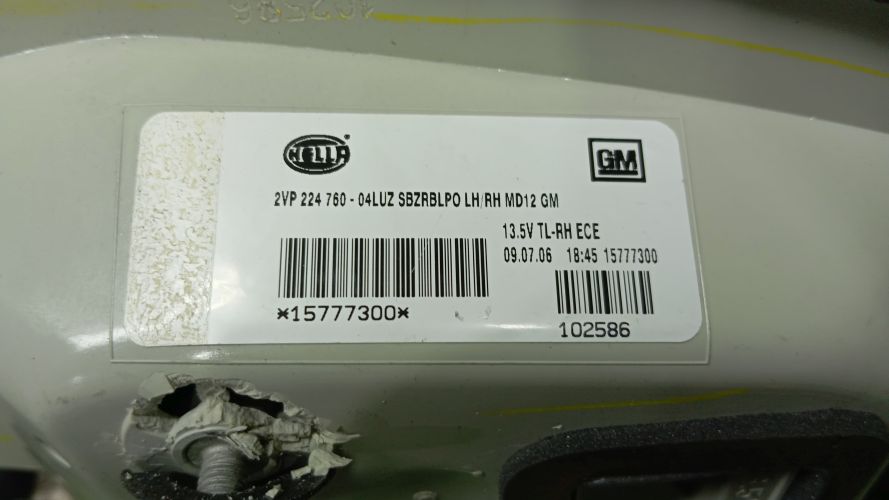 102586
HELLA
GM
2VP 224 760 - 04LUZ SBZRBLPO LH/RH MD12 GM
13.5V TL-RH ECE
09.07.06 18:45 15777300
*15777300*
102586